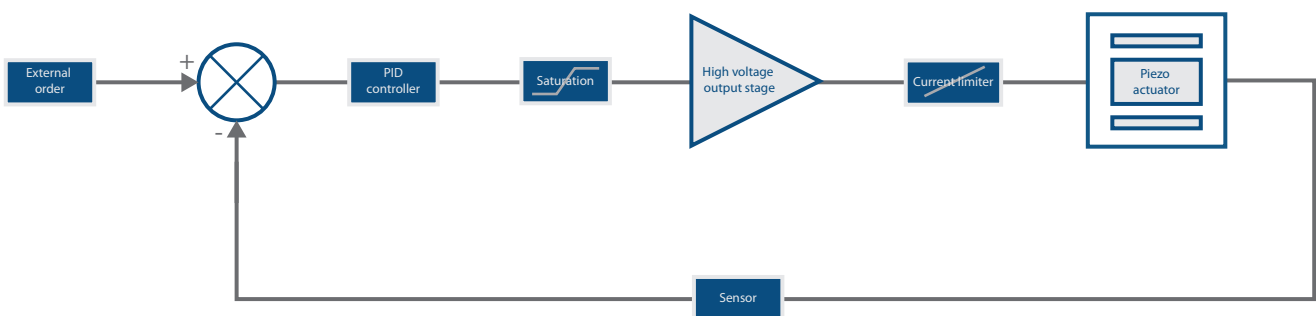 External
order
+
-
PID
controller
Saturation
High voltage
output stage
Current limiter
Piezo
actuator
Sensor